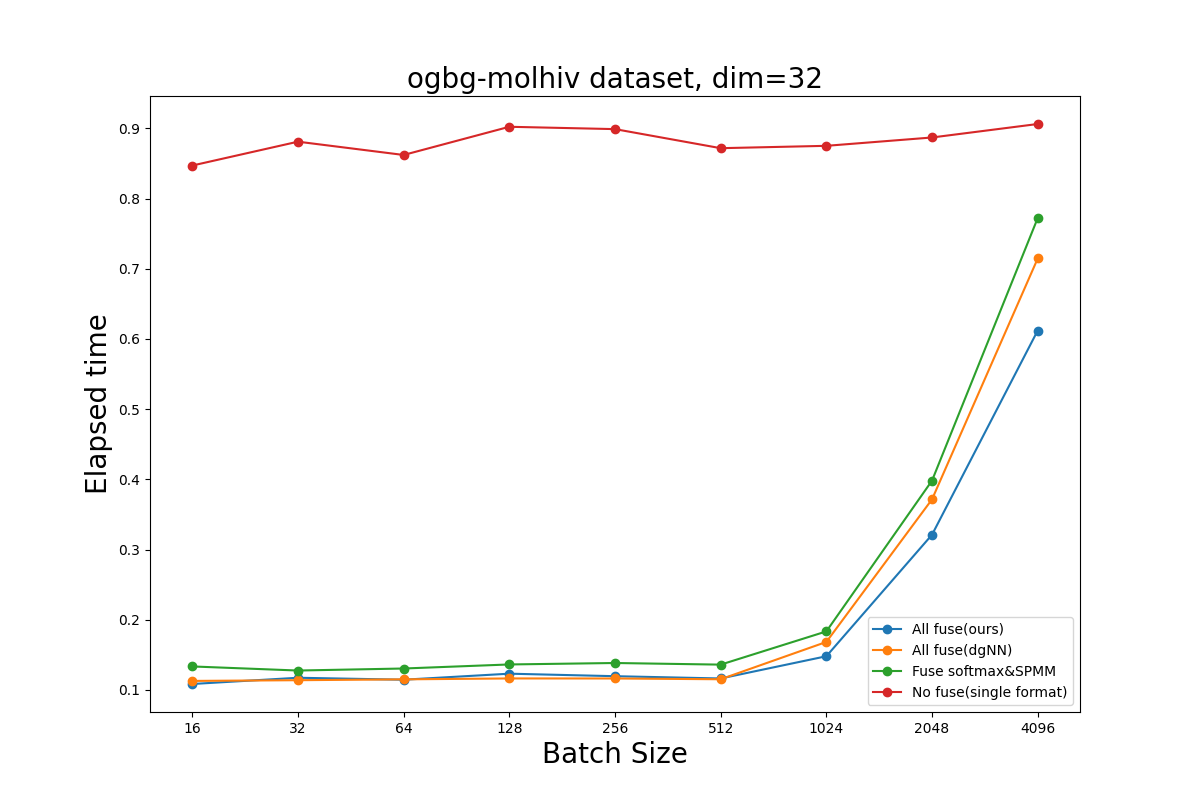 ogbg-molhiv dataset, dim=32
Elapsed time
0.9
0.8
0.7
0.6
0.5
0.4
0.3
0.2
0.1
16 32 64 128 256 512 1024 2048 4096
Batch Size
All fuse(ours)
All fuse(dgNN)
Fuse softmax&SPMM
No fuse(single format)